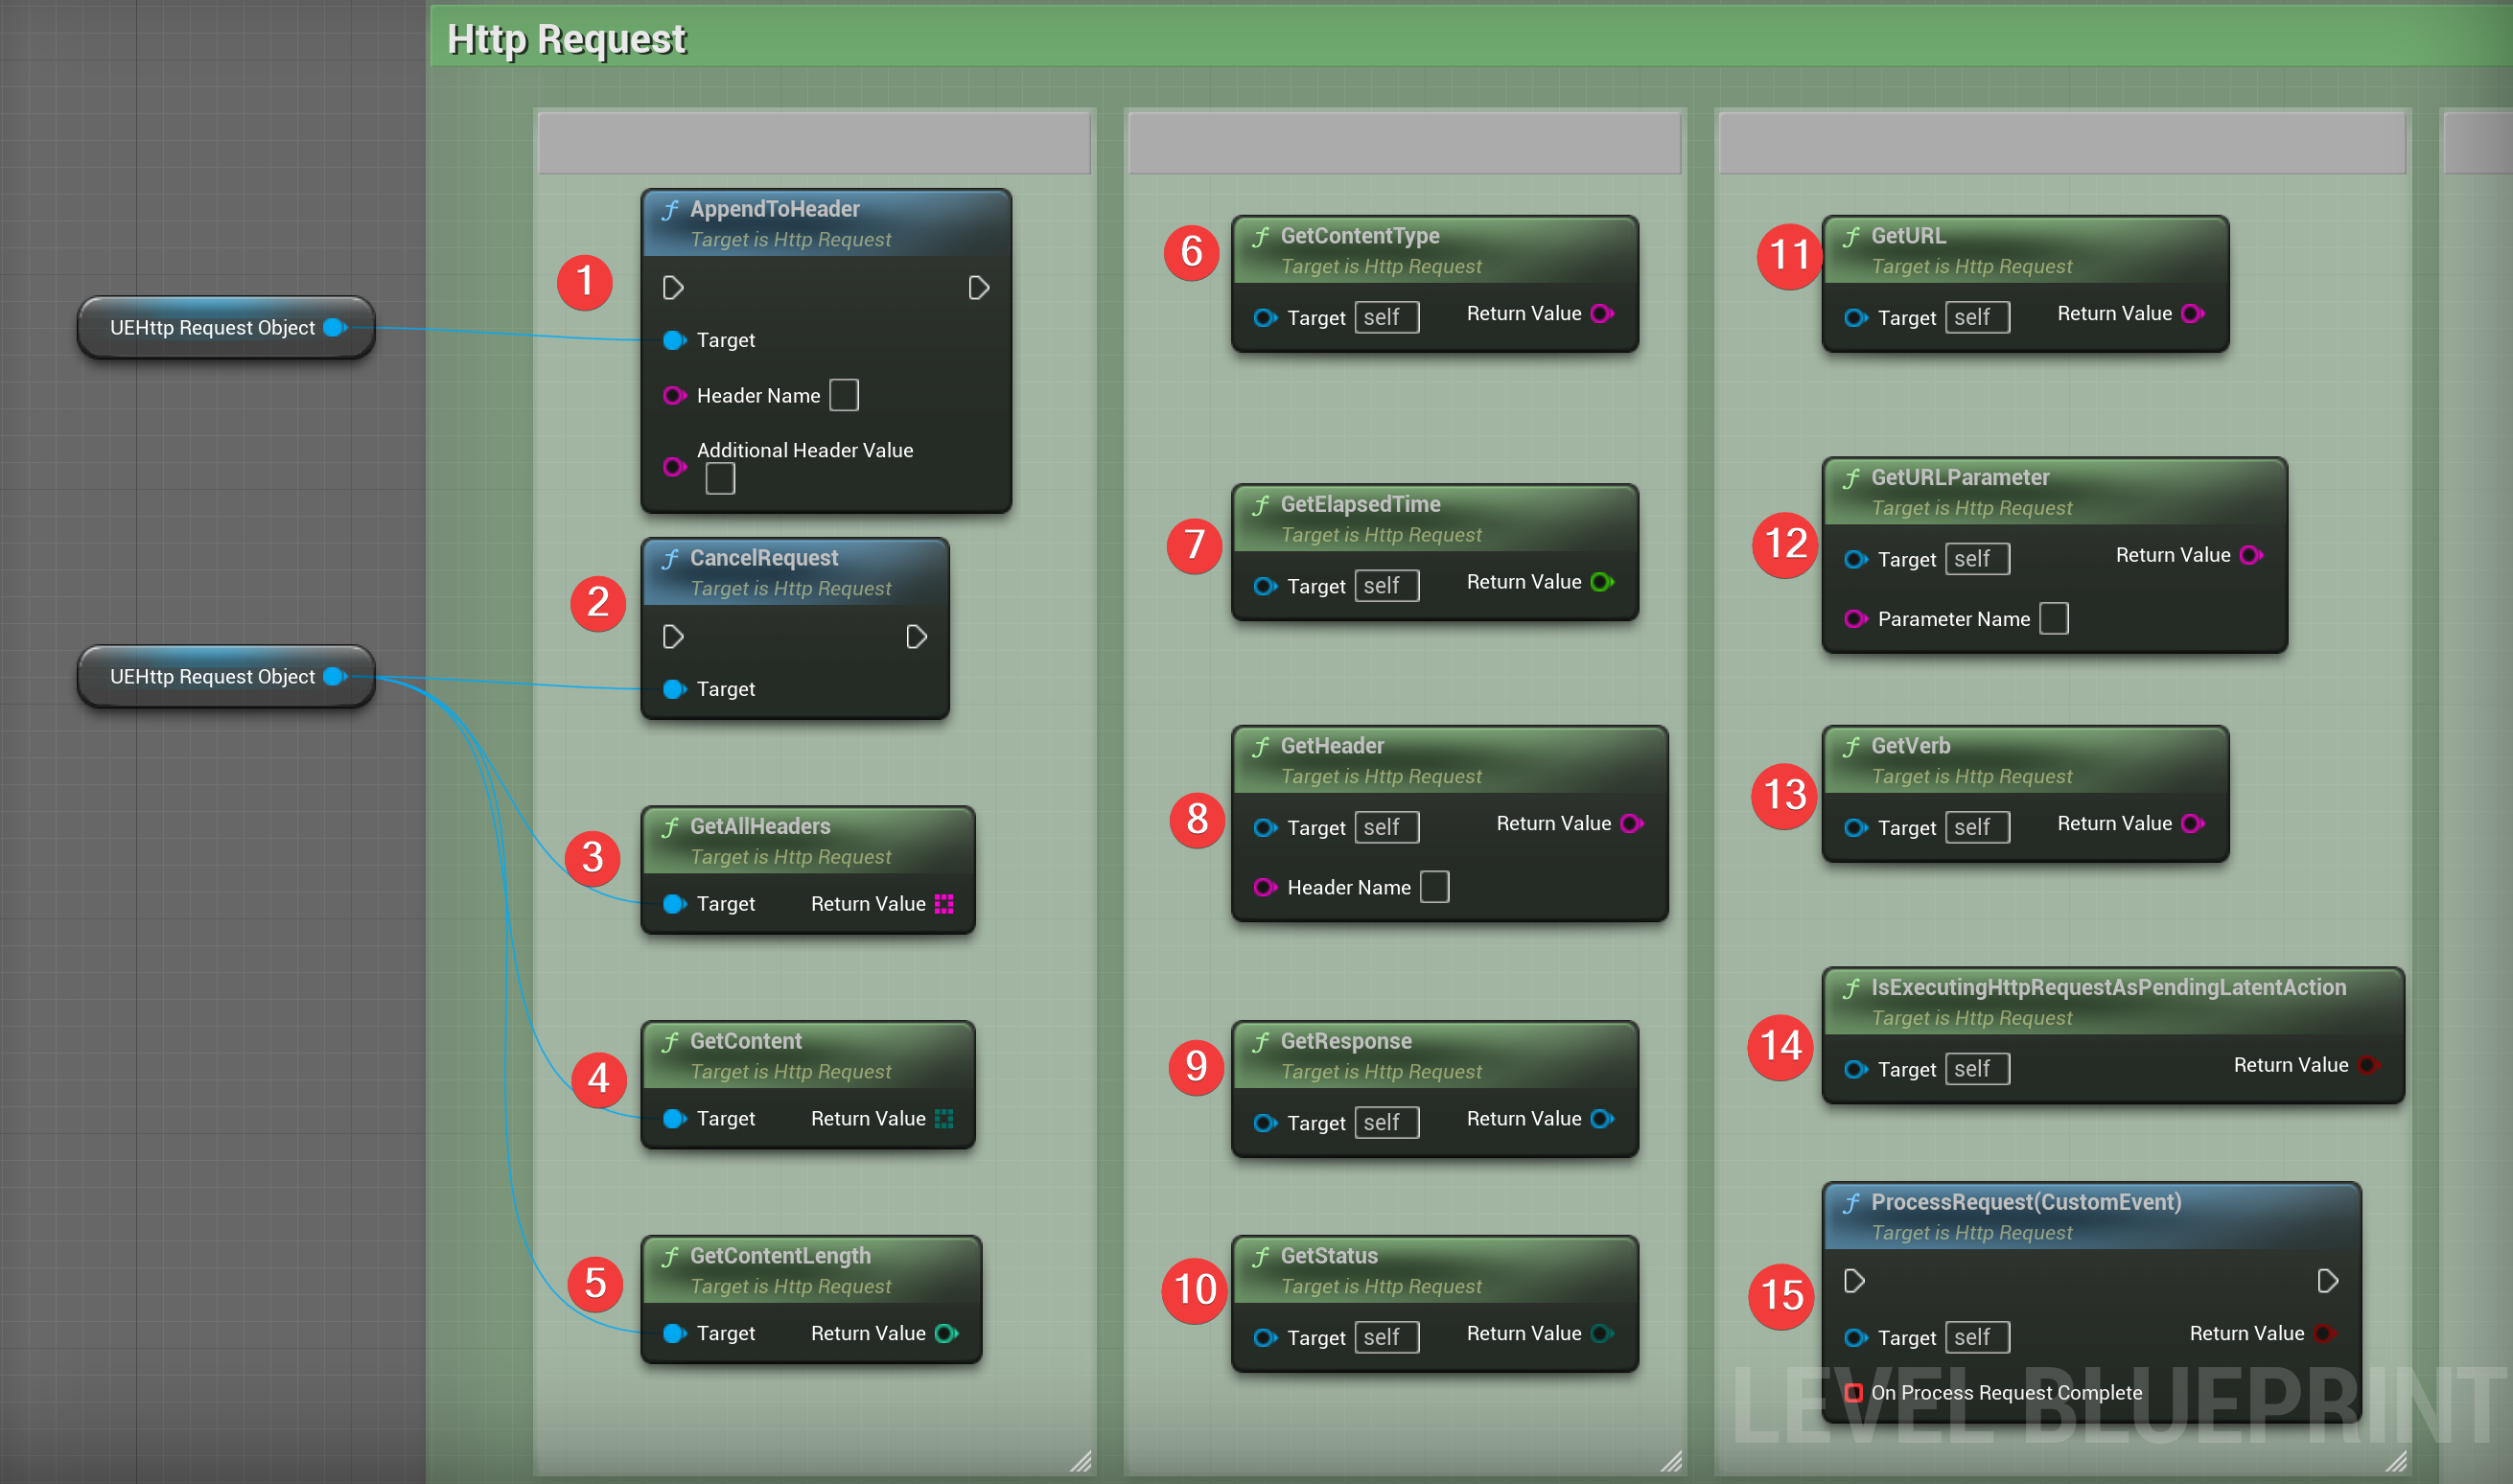 Http Request
UEHttp Request Object
UEHttp Request Object
1
f AppendToHeader
Target is Http Request
Target
Header Name
Additional Header Value
2
f CancelRequest
Target is Http Request
Target
3
f GetAllHeaders
Target is Http Request
Target Return Value
4
f GetContent
Target is Http Request
Target Return Value
5
f GetContentLength
Target is Http Request
Target Return Value
6
f GetContentType
Target is Http Request
Target self Return Value
7
f GetElapsedTime
Target is Http Request
Target self Return Value
8
f GetHeader
Target is Http Request
Target self Return Value
Header Name
9
f GetResponse
Target is Http Request
Target self Return Value
10
f GetStatus
Target is Http Request
Target self Return Value
11
f GetURL
Target is Http Request
Target self Return Value
12
f GetURLParameter
Target is Http Request
Target self Return Value
Parameter Name
13
f GetVerb
Target is Http Request
Target self Return Value
14
f IsExecutingHttpRequestAsPendingLatentAction
Target is Http Request
Target self Return Value
15
f ProcessRequest(CustomEvent)
Target is Http Request
Target self Return Value
On Process Request Complete
LEVEL BLUEPRINT